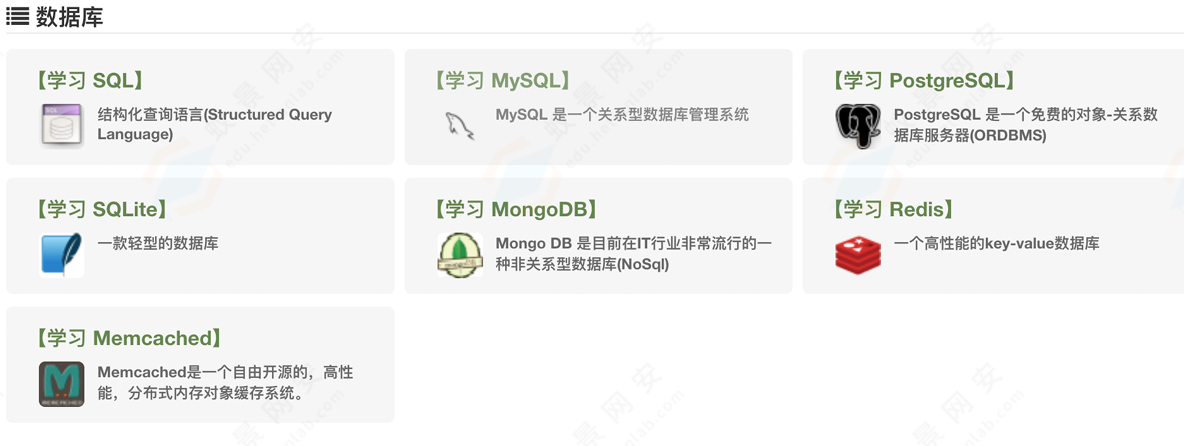 数据库
【学习 SQL】
结构化查询语言(Structured Query
Language)
【学习 MySQL】
MySQL 是一个关系型数据库管理系统
【学习 PostgreSQL】
PostgreSQL 是一个免费的对象-关系数
据库服务器(ORDBMS)
【学习 SQLite】
一款轻型的数据库
【学习 MongoDB】
Mongo DB 是目前在IT行业非常流行的一
种非关系型数据库(NoSql)
【学习 Redis】
一个高性能的key-value数据库
【学习 Memcached】
Memcached是一个自由开源的，高性
能，分布式内存对象缓存系统。